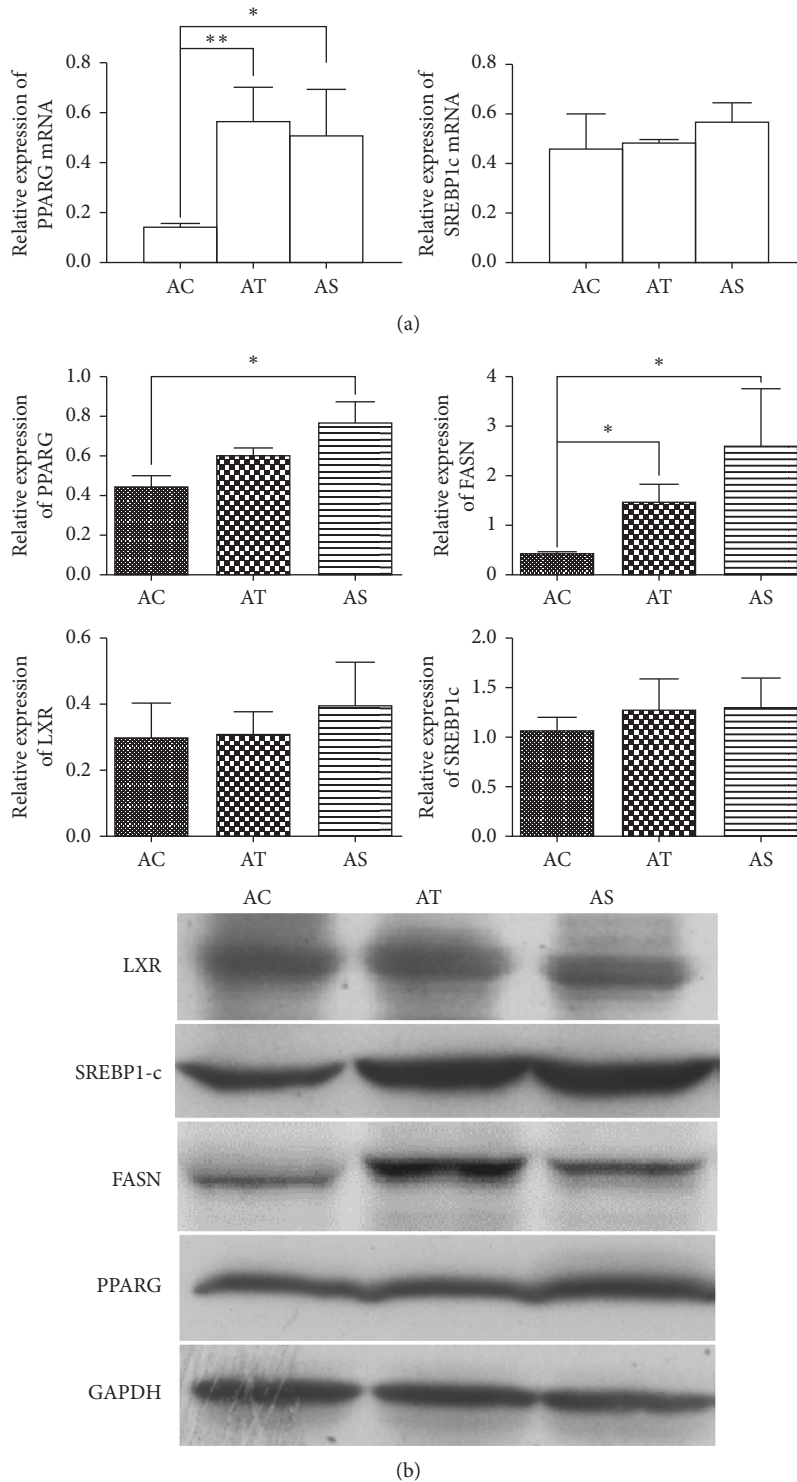 Relative expression of
PPARG mRNA
0.8
0.6
0.4
0.2
0.0
*
**
AC AT AS
Relative expression of
SREBP1c mRNA
0.8
0.6
0.4
0.2
0.0
AC AT AS
(a)
Relative expression
of PPARG
1.0
0.8
0.6
0.4
0.2
0.0
*
AC AT AS
Relative expression
of FASN
4
3
2
1
0
*
*
AC AT AS
Relative expression
of LXR
0.6
0.4
0.2
0.0
AC AT AS
Relative expression
of SREBP1c
2.0
1.5
1.0
0.5
0.0
AC AT AS
AC AT AS
LXR
SREBP1-c
FASN
PPARG
GAPDH
(b)